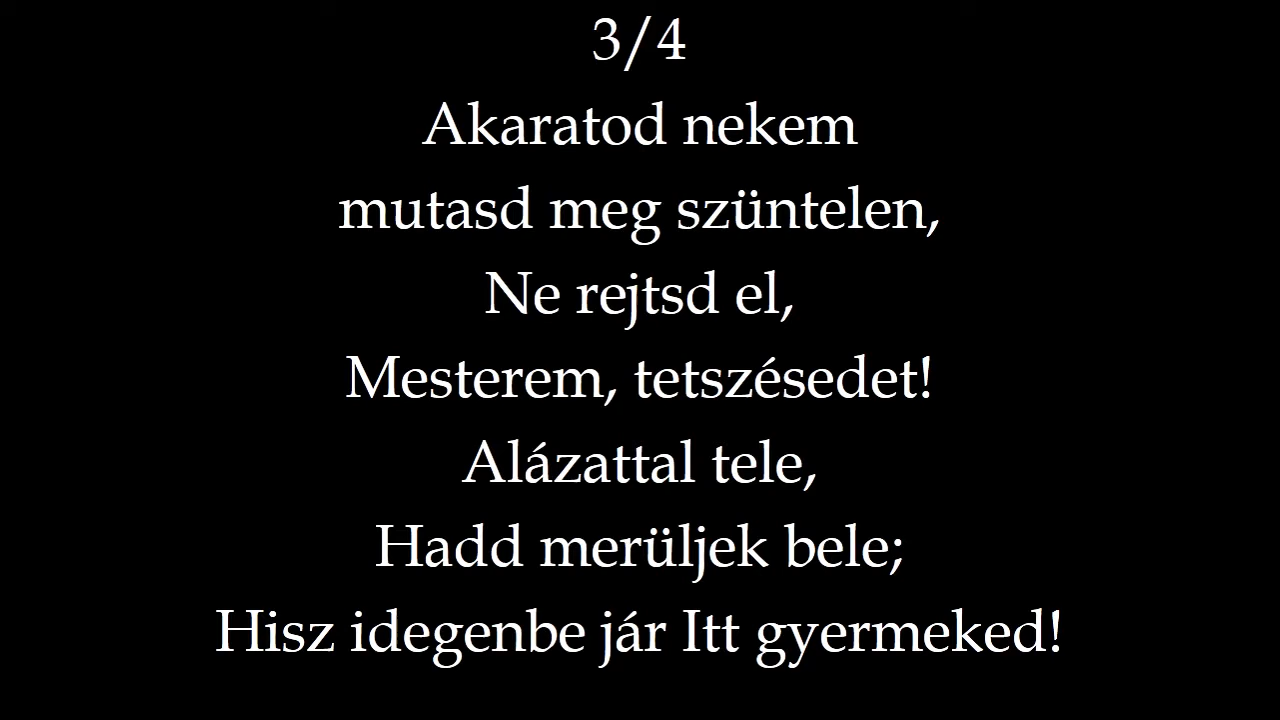 3/4
Akaratod nekem
mutasd meg szüntelen,
Ne rejtsd el,
Mesterem, tetszésedet!
Alázattal tele,
Hadd merüljek bele;
Hisz idegenbe jár Itt gyermeked!